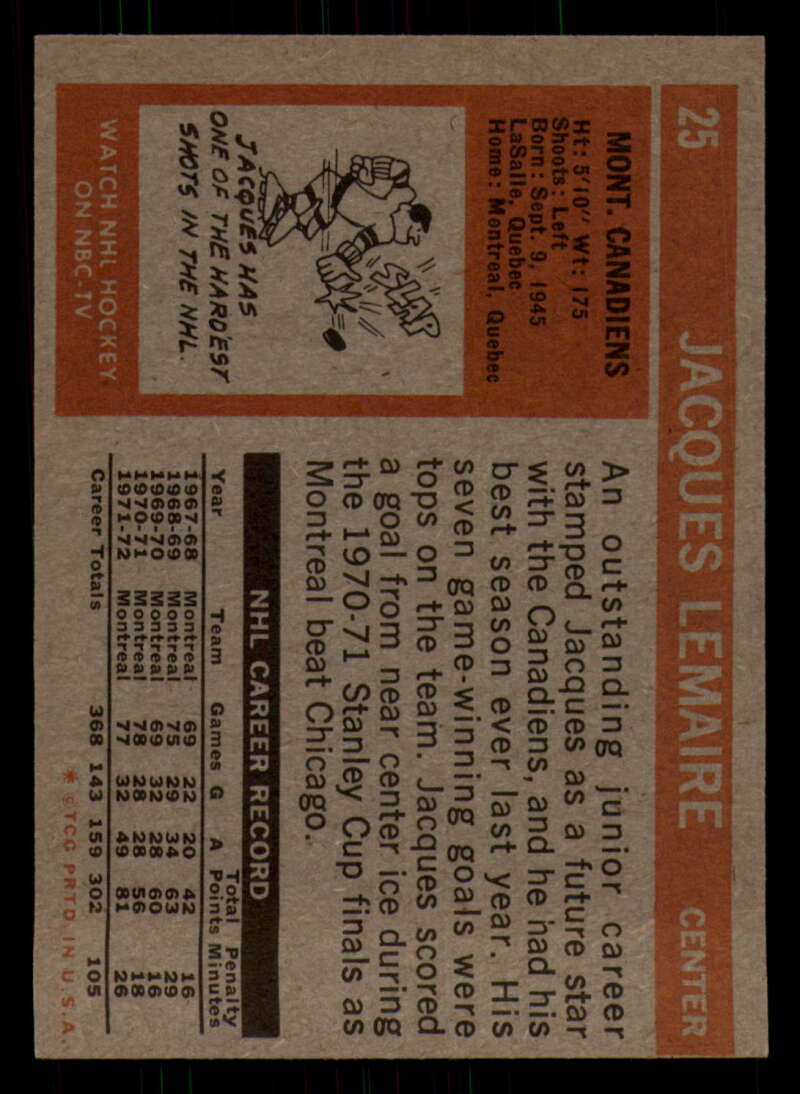 25 JACQUES LEMAIRE CENTER
MONT. CANADIENS
Ht: 5'10" Wt: 175
Shoots: Left
Born: Sept. 9, 1945
LaSalle, Quebec
Home: Montreal, Quebec
SLAP
JACQUES HAS
ONE OF THE HARDEST
SHOTS IN THE NHL.
WATCH NHL HOCKEY
ON NBC-TV
An outstanding junior career
stamped Jacques as a future star
with the Canadiens, and he had his
best season ever last year. His
seven game-winning goals were
tops on the team. Jacques scored
a goal from near center ice during
the 1970-71 Stanley Cup finals as
Montreal beat Chicago.
NHL CAREER RECORD
Year Team Games G A Total Points Penalty Minutes
1967-68 Montreal 69 22 20 42 16
1968-69 Montreal 75 29 34 63 29
1969-70 Montreal 69 32 28 60 16
1970-71 Montreal 78 28 28 56 18
1971-72 Montreal 77 32 49 81 26
Career Totals 368 143 159 302 105
* © T.C.G. PRTD. IN U.S.A.